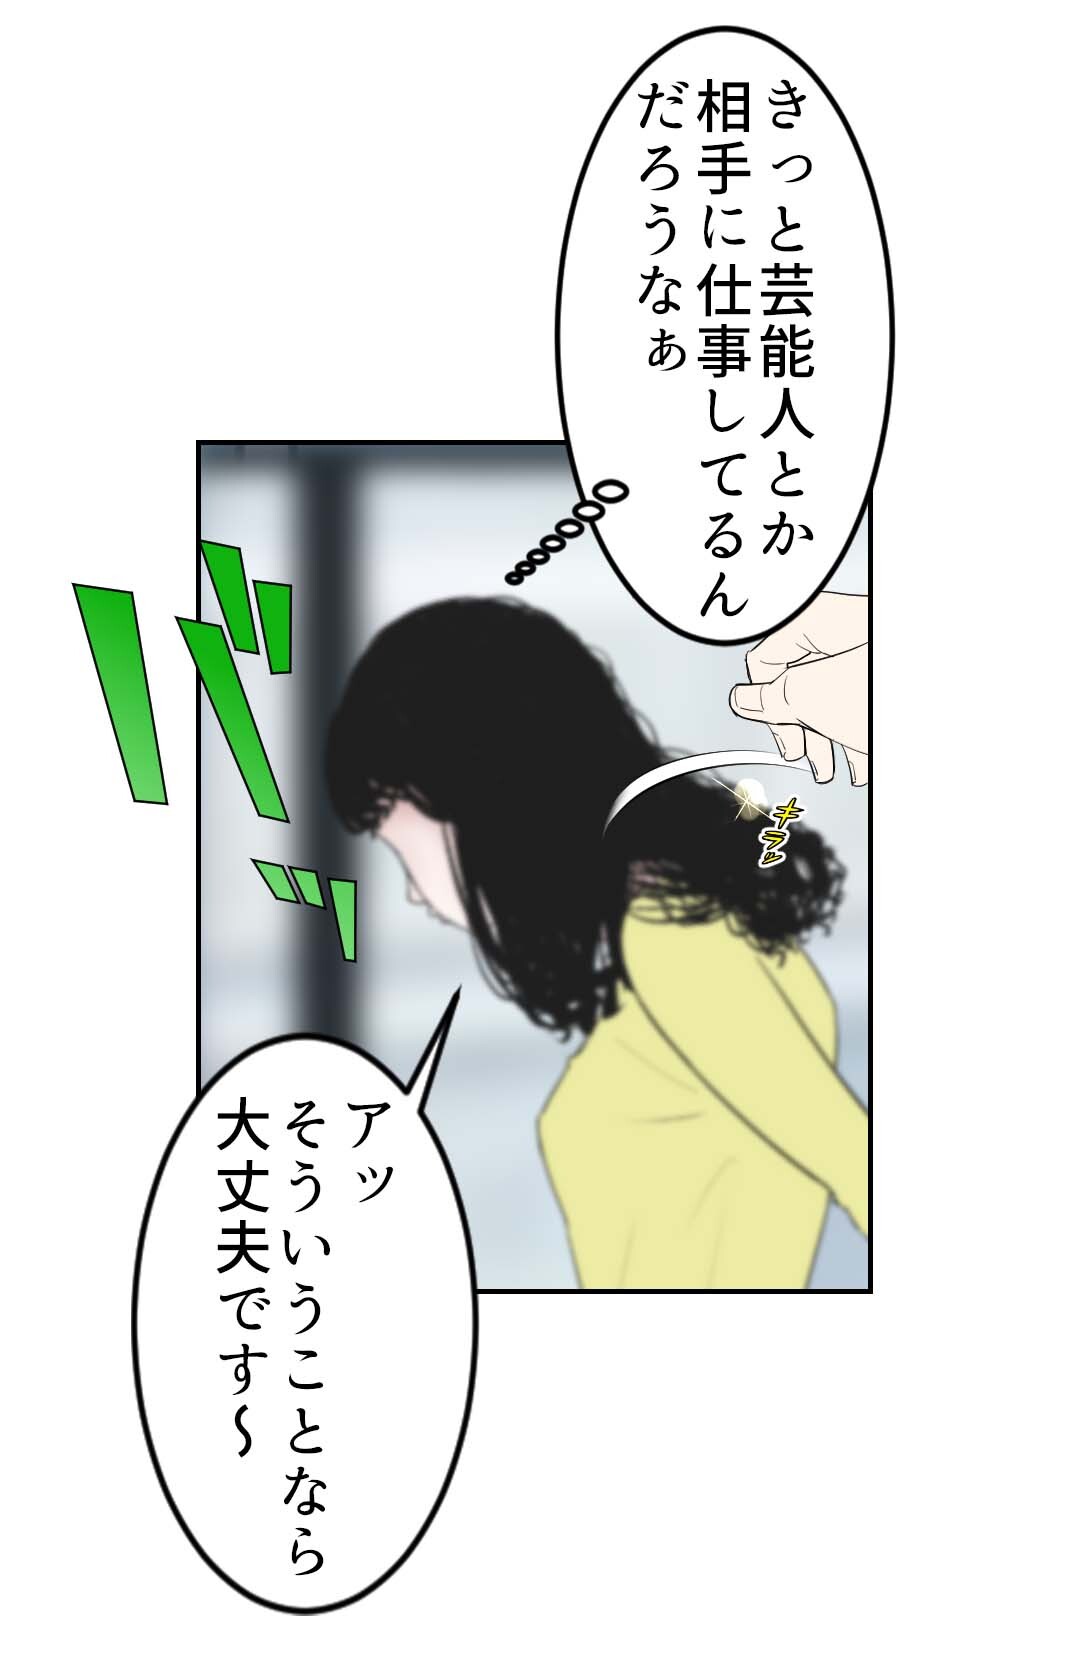 きっと芸能人とか
相手に仕事してるん
だろうなぁ
バッ
キラッ
アッ
そういうことなら
大丈夫です～